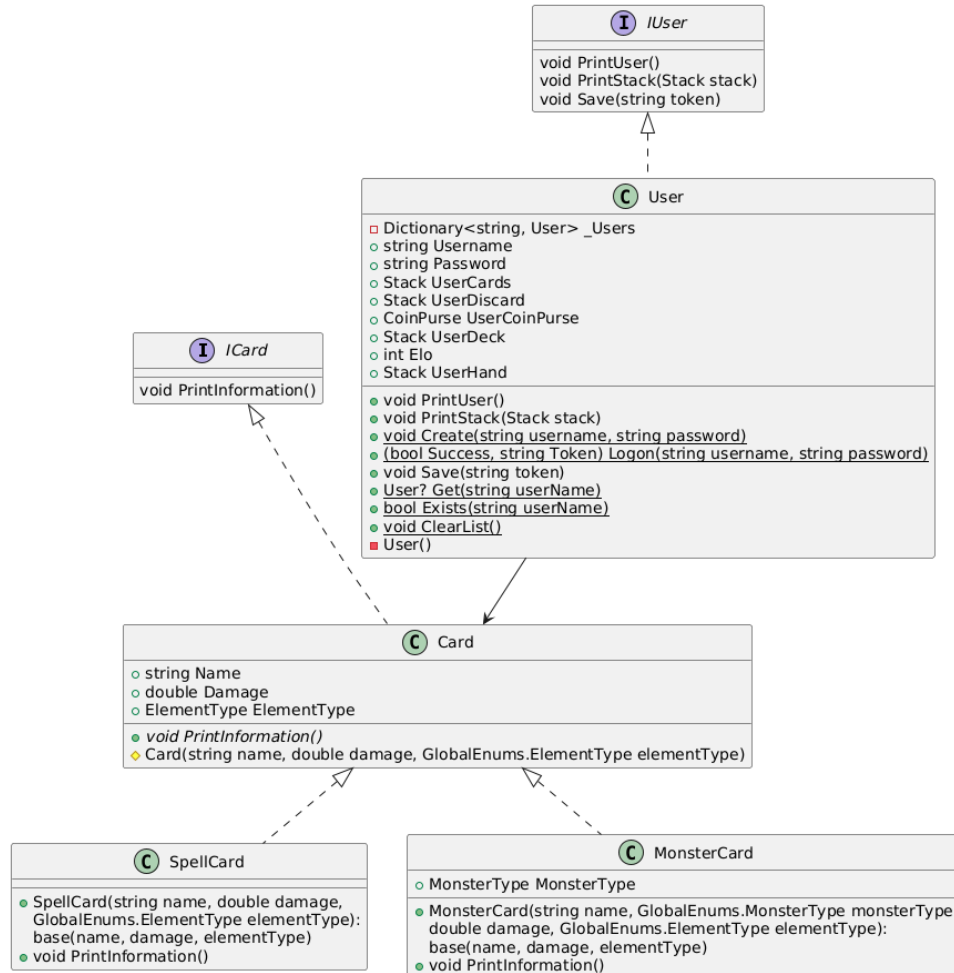 I IUser
void PrintUser()
void PrintStack(Stack stack)
void Save(string token)
C User
Dictionary<string, User> _Users
string Username
string Password
Stack UserCards
Stack UserDiscard
CoinPurse UserCoinPurse
Stack UserDeck
int Elo
Stack UserHand
void PrintUser()
void PrintStack(Stack stack)
void Create(string username, string password)
(bool Success, string Token) Logon(string username, string password)
void Save(string token)
User? Get(string userName)
bool Exists(string userName)
void ClearList()
User()
I ICard
void PrintInformation()
C Card
string Name
double Damage
ElementType ElementType
void PrintInformation()
Card(string name, double damage, GlobalEnums.ElementType elementType)
C SpellCard
SpellCard(string name, double damage,
GlobalEnums.ElementType elementType):
base(name, damage, elementType)
void PrintInformation()
C MonsterCard
MonsterType MonsterType
MonsterCard(string name, GlobalEnums.MonsterType monsterType
double damage, GlobalEnums.ElementType elementType):
base(name, damage, elementType)
void PrintInformation()